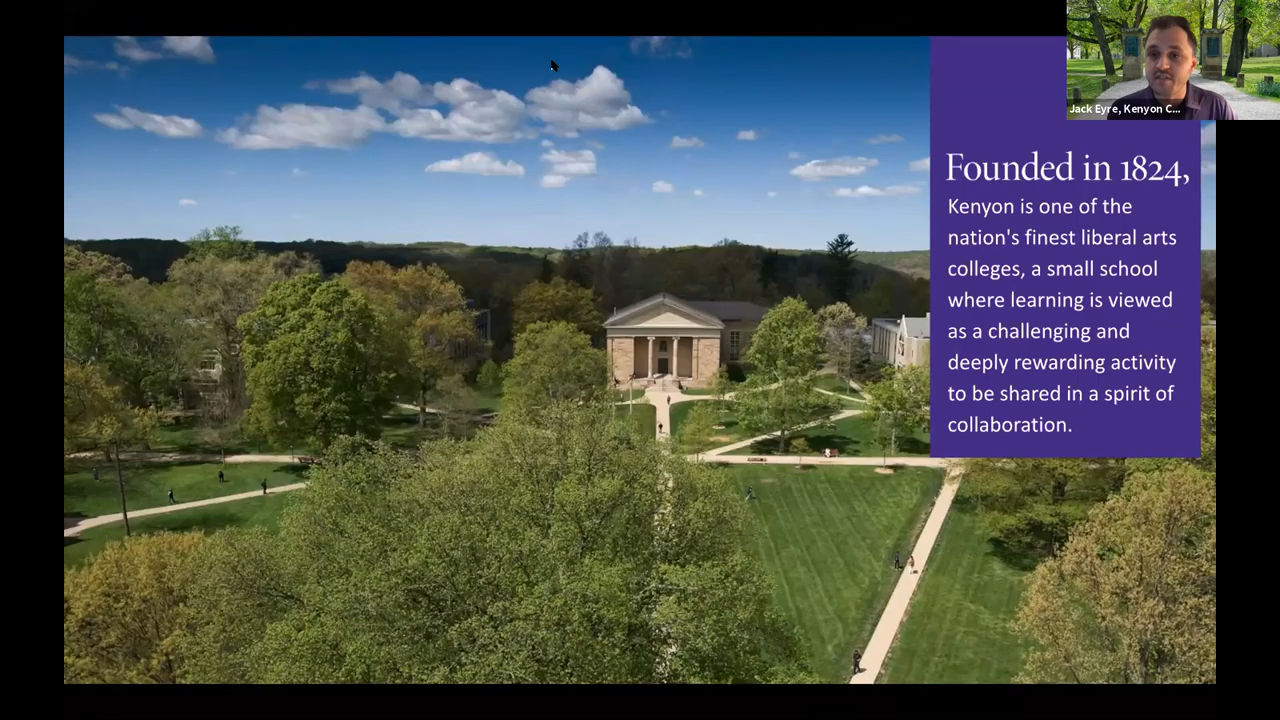 Jack Eyre, Kenyon C...
Founded in 1824,
Kenyon is one of the
nation's finest liberal arts
colleges, a small school
where learning is viewed
as a challenging and
deeply rewarding activity
to be shared in a spirit of
collaboration.